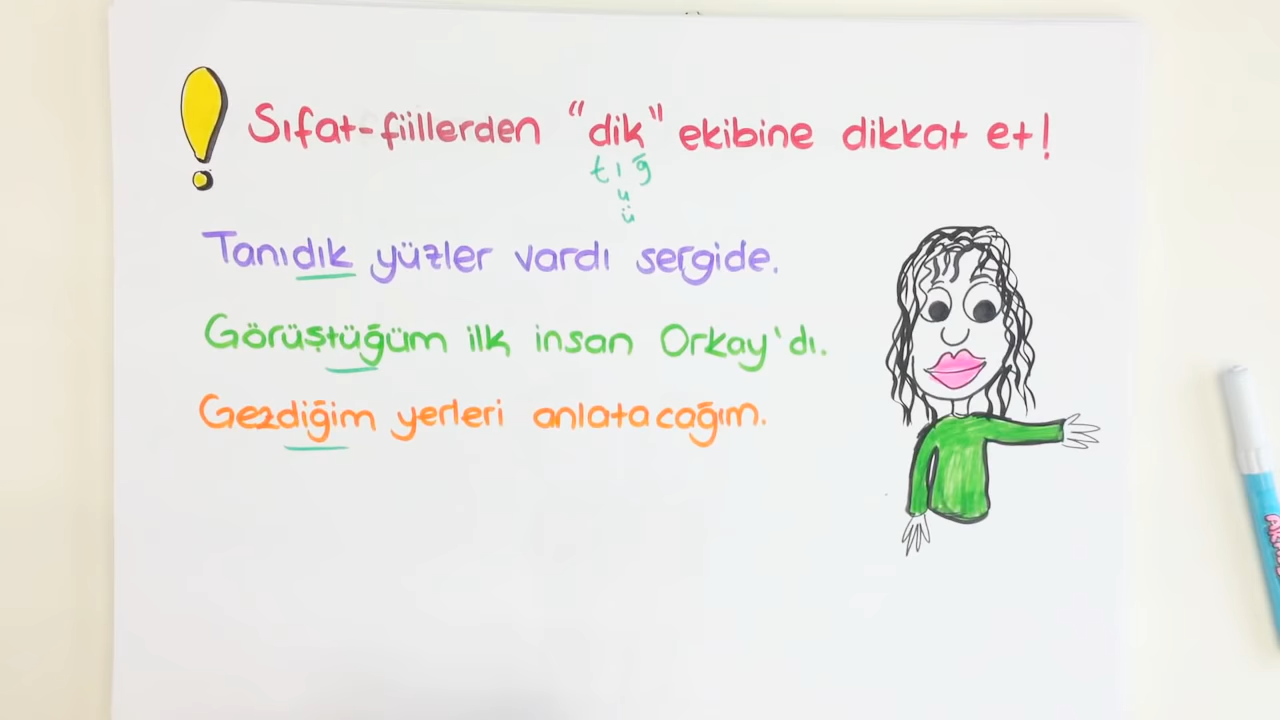 Sıfat-fiillerden "dik" ekibine dikkat et!
t ı ğ
u
ü
Tanıdık yüzler vardı sergide.
Görüştüğüm ilk insan Orkay'dı.
Gezdiğim yerleri anlatacağım.